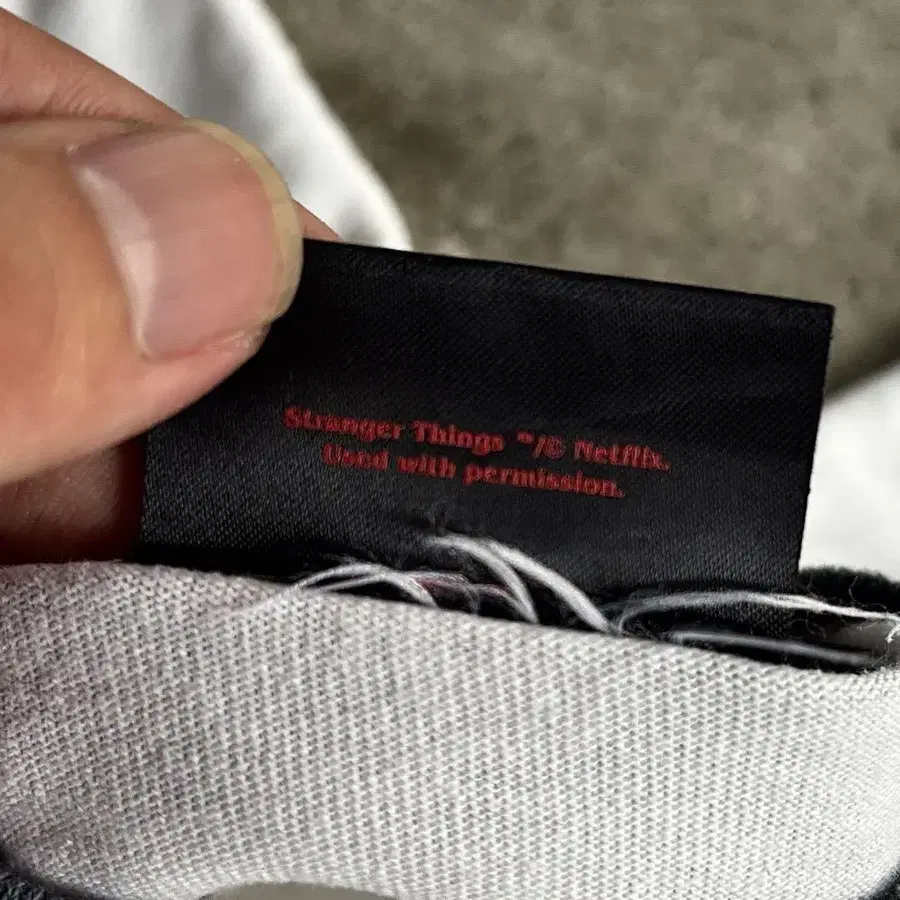 Stranger Things ™/© Netflix.
Used with permission.